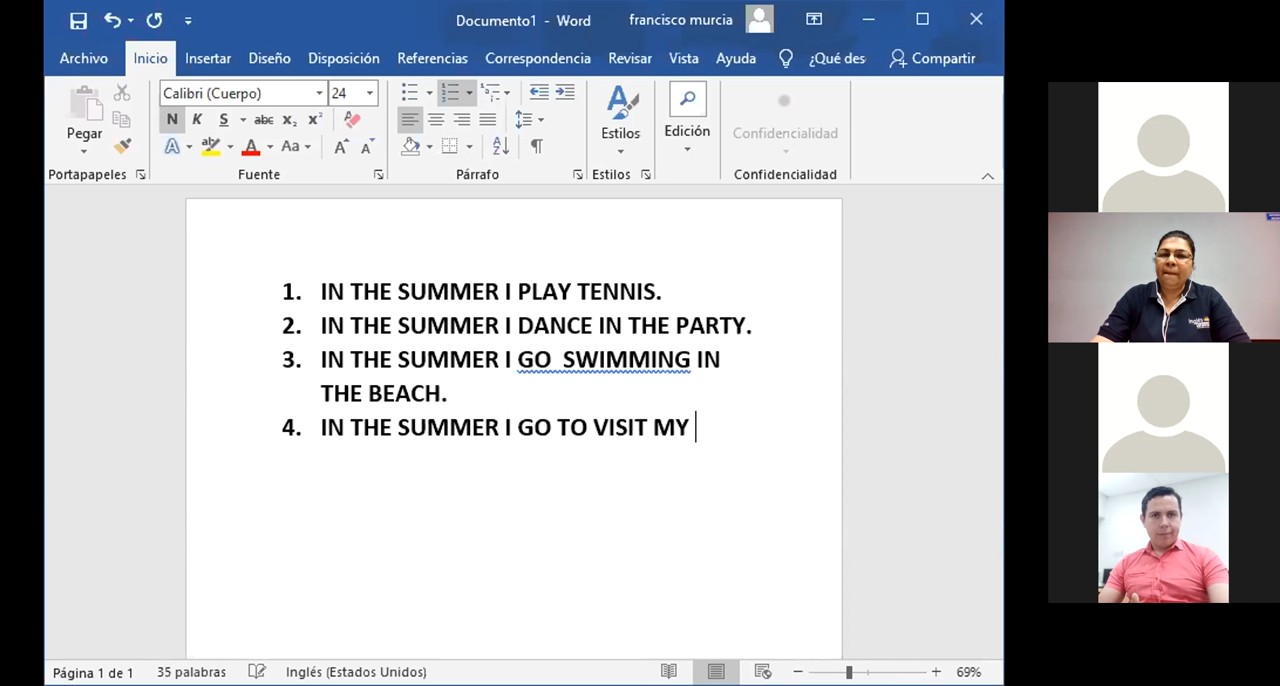 Documento1 - Word francisco murcia
Archivo Inicio Insertar Diseño Disposición Referencias Correspondencia Revisar Vista Ayuda ¿Qué des Compartir
Calibri (Cuerpo) 24
Pegar
N K S abc x₂ x²
Estilos Edición Confidencialidad
A ab A Aa A A
Portapapeles Fuente Párrafo Estilos Confidencialidad
1. IN THE SUMMER I PLAY TENNIS.
2. IN THE SUMMER I DANCE IN THE PARTY.
3. IN THE SUMMER I GO  SWIMMING IN
THE BEACH.
4. IN THE SUMMER I GO TO VISIT MY
Página 1 de 1 35 palabras Inglés (Estados Unidos) 69%